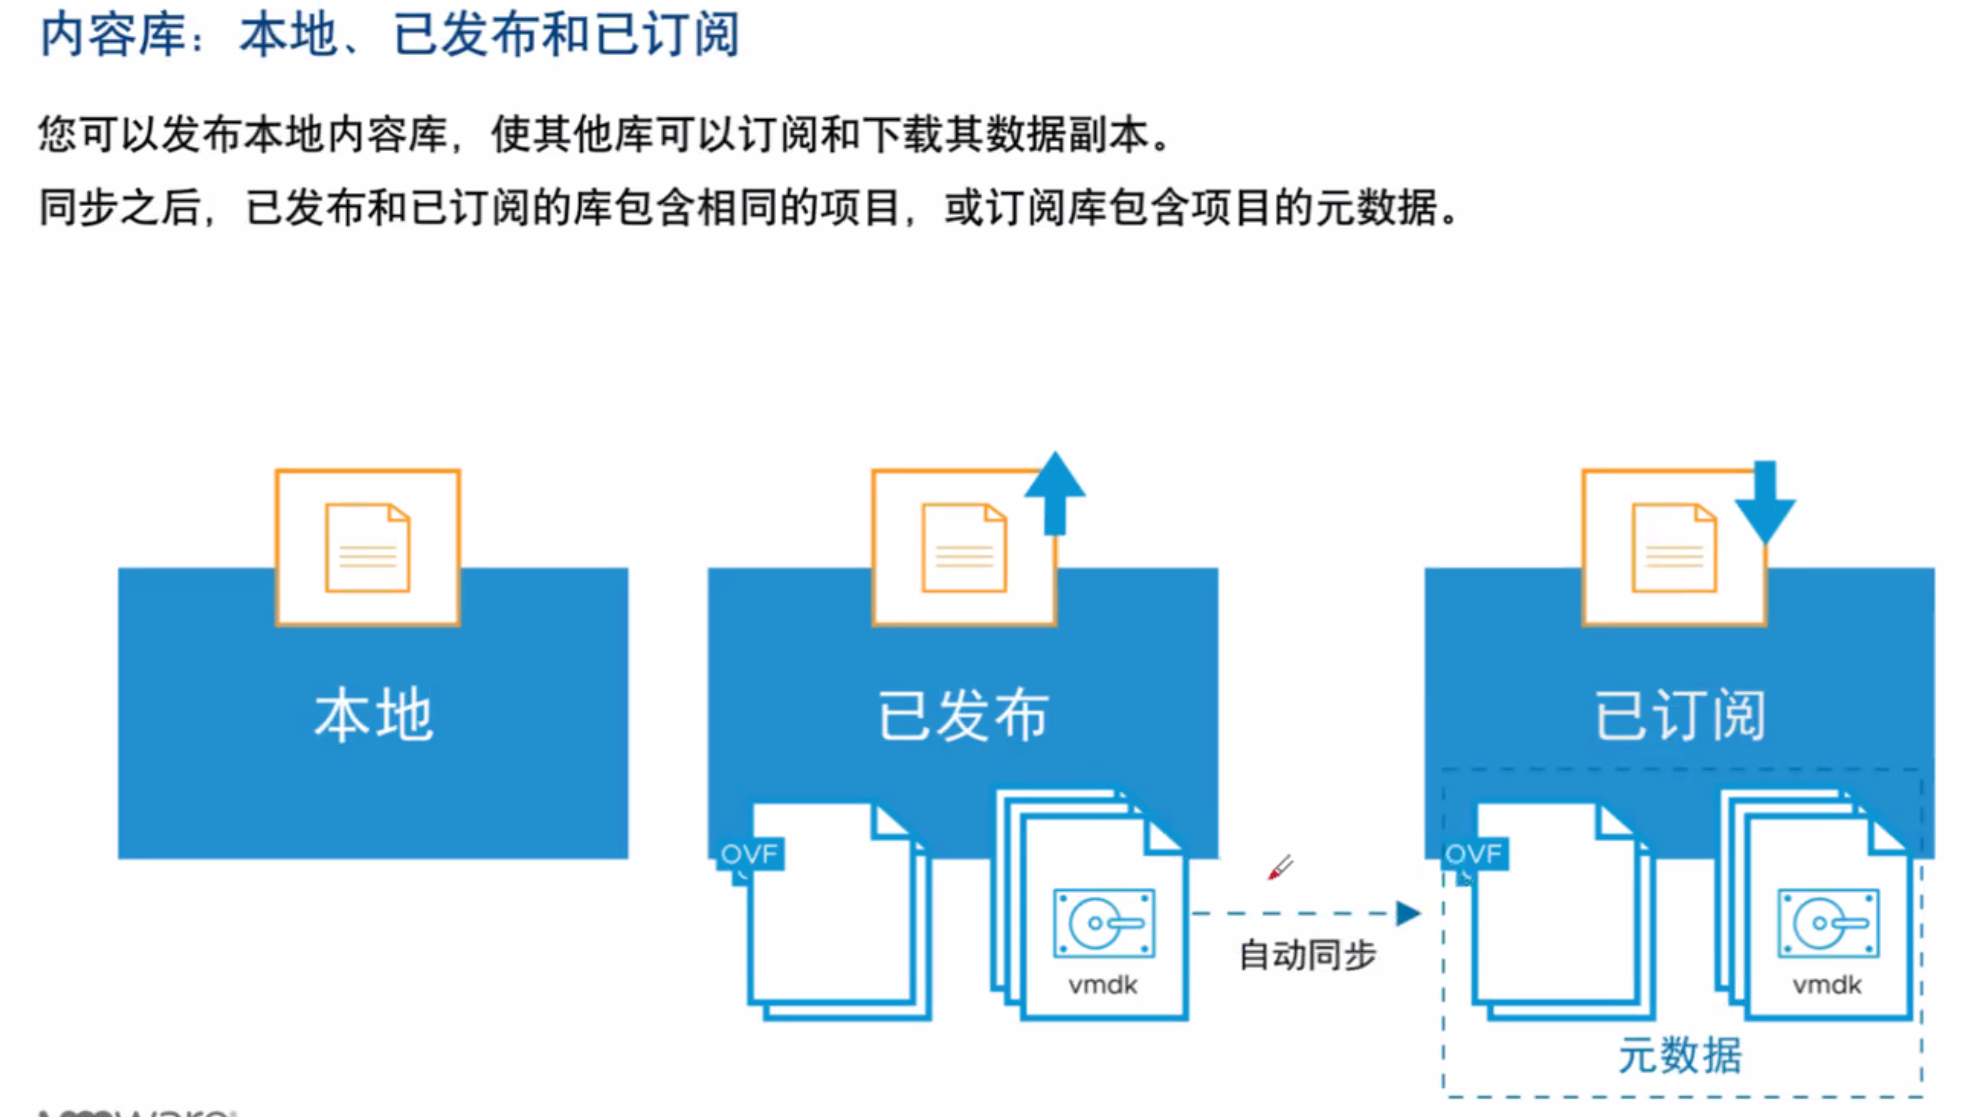 内容库：本地、已发布和已订阅
您可以发布本地内容库，使其他库可以订阅和下载其数据副本。
同步之后，已发布和已订阅的库包含相同的项目，或订阅库包含项目的元数据。
本地
已发布
已订阅
OVF
vmdk
自动同步
OVF
vmdk
元数据
vmware